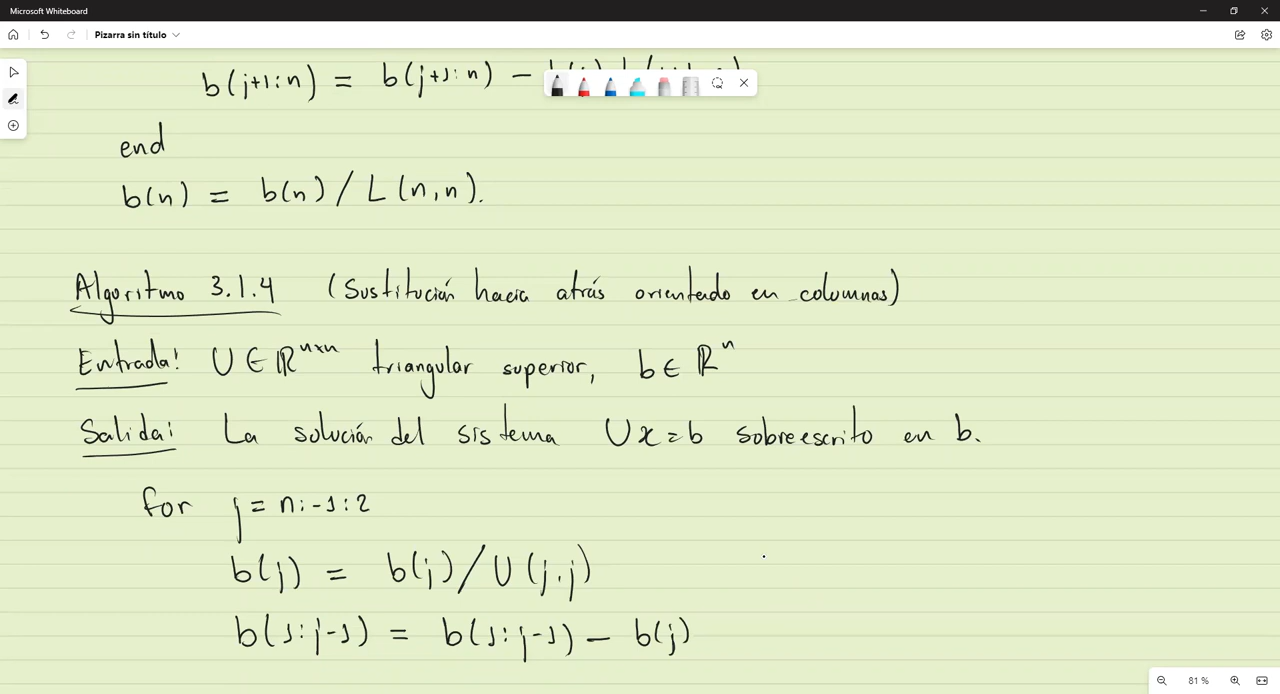 Microsoft Whiteboard
Pizarra sin título
b(j+1:n) = b(j+1:n) −
end
b(n) = b(n) / L(n,n).
Algoritmo 3.1.4 (Sustitución hacia atrás orientado en columnas)
Entrada: U ∈ ℝⁿˣⁿ triangular superior, b ∈ ℝⁿ
Salida: La solución del sistema Ux=b sobreescrito en b.
for j = n:-1:2
b(j) = b(j) / U(j,j)
b(1:j-1) = b(1:j-1) − b(j)
81 %